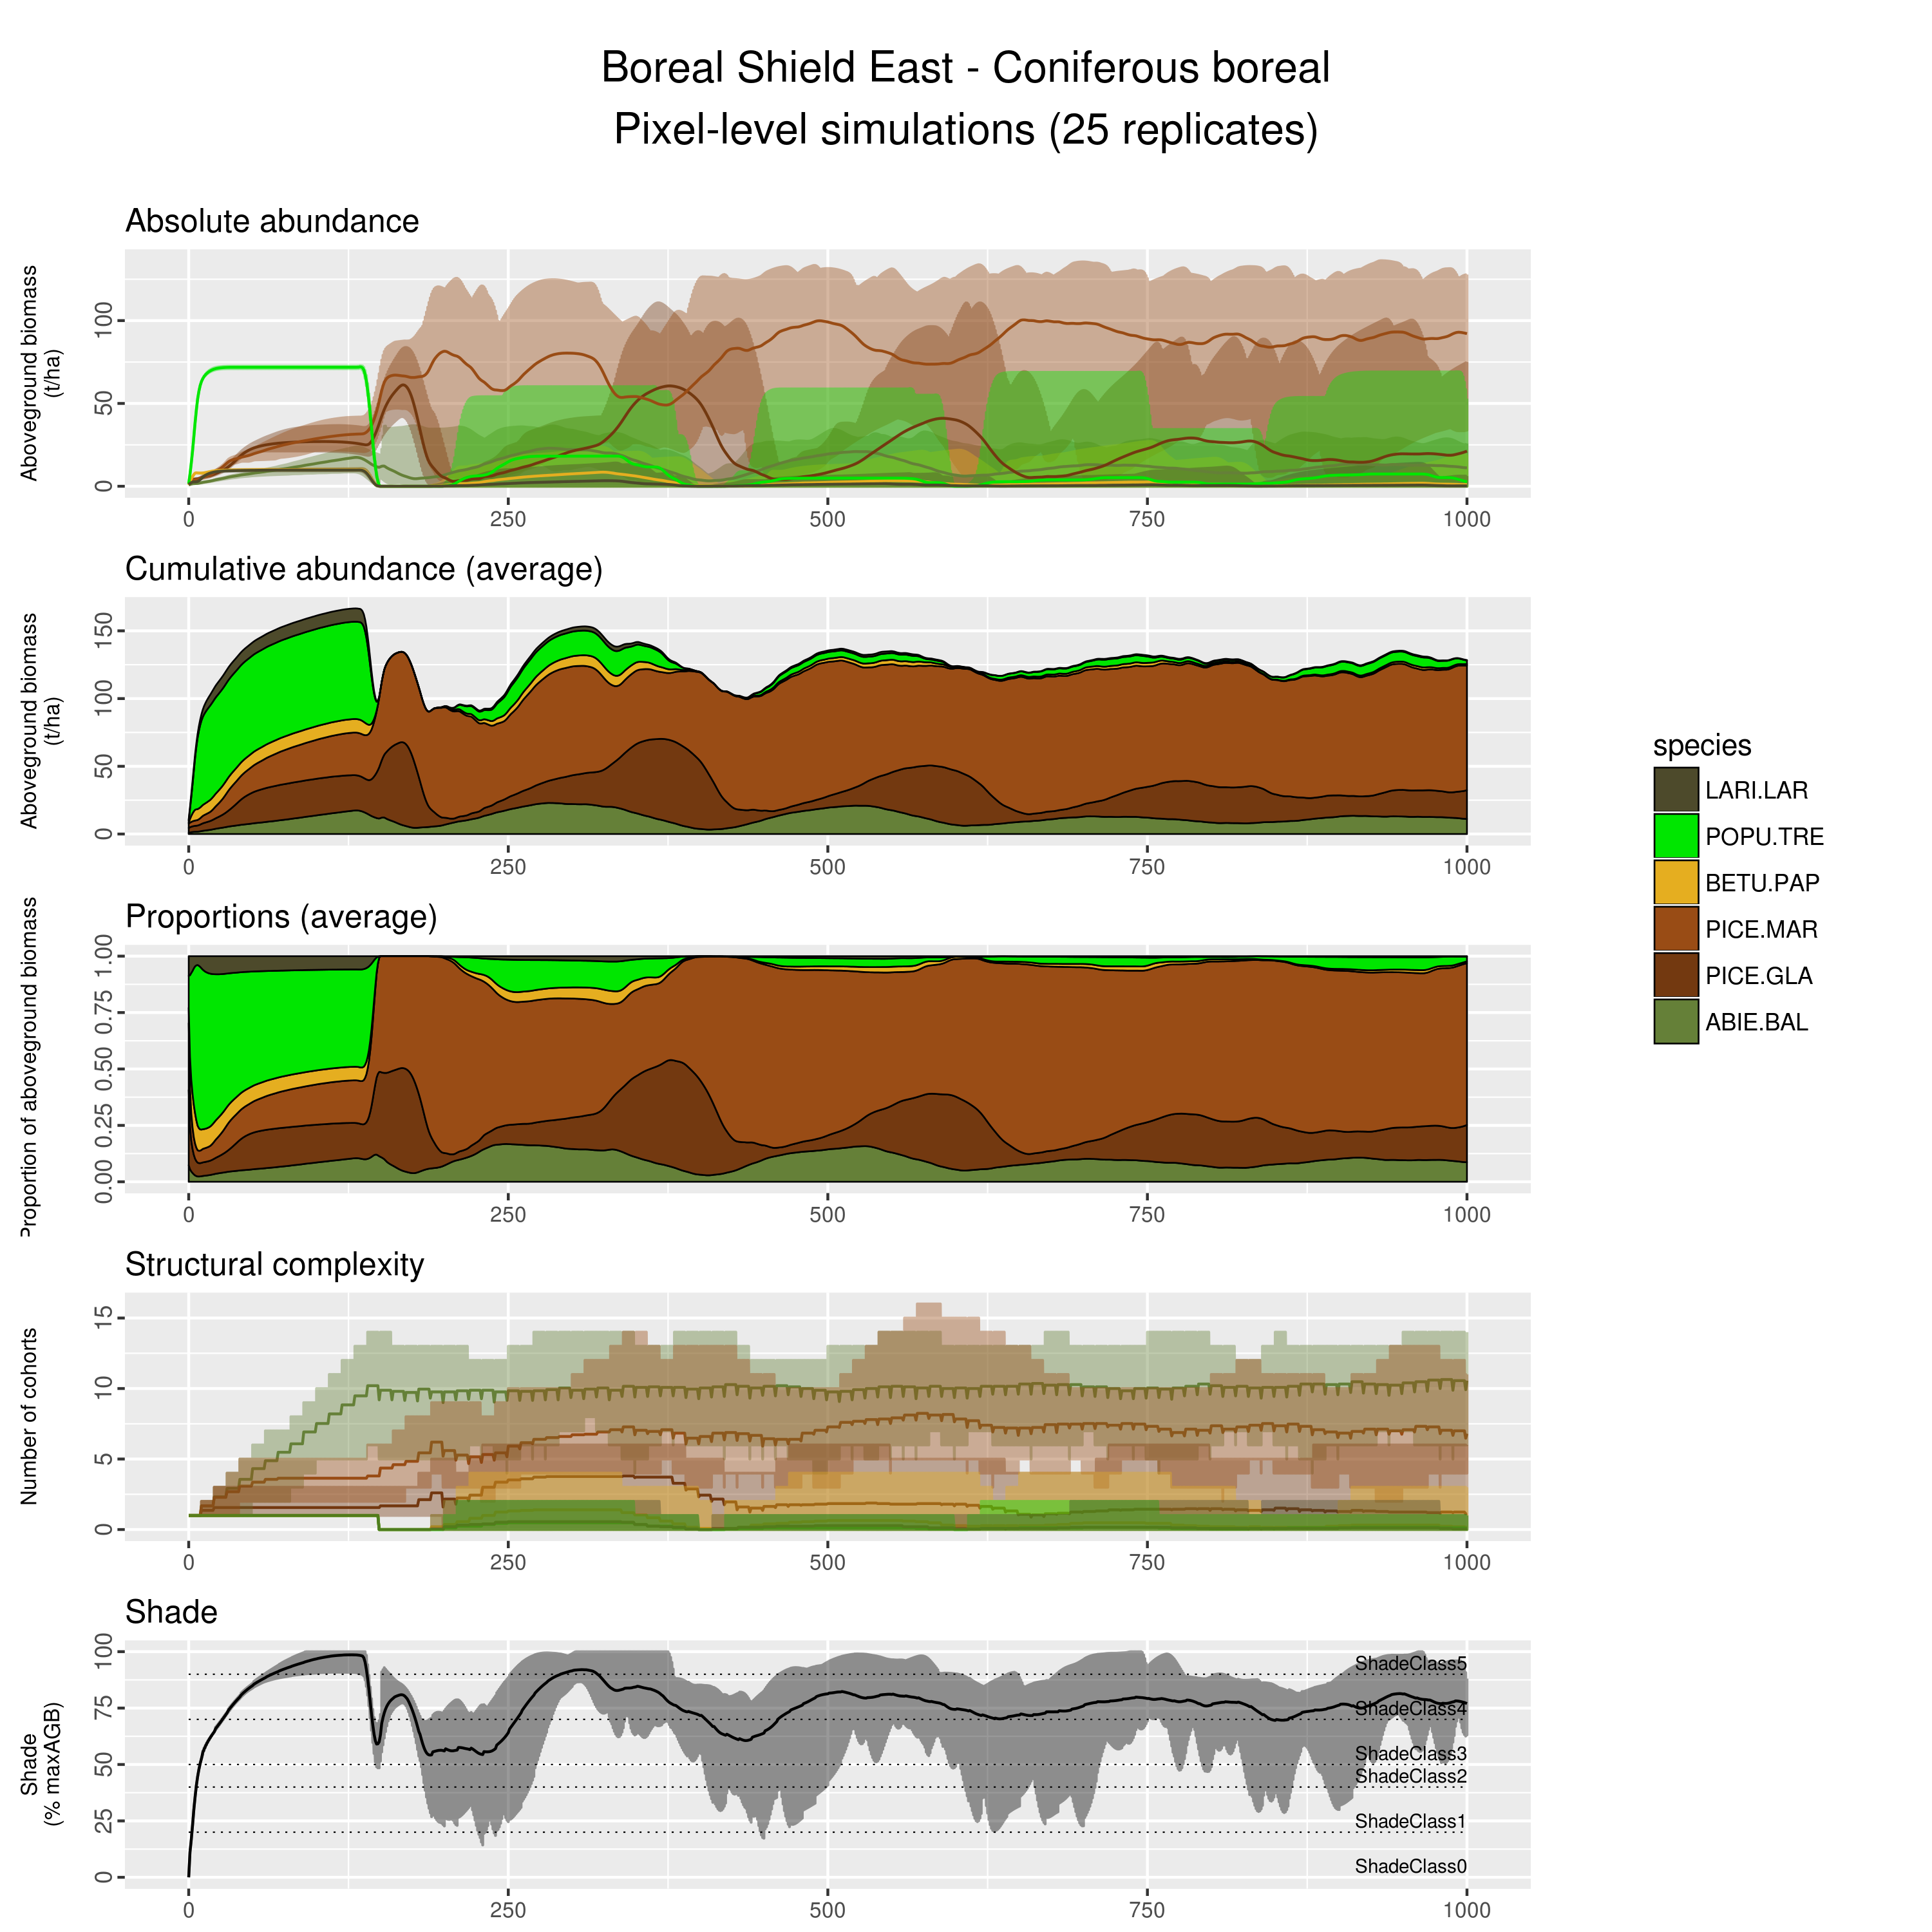 Boreal Shield East - Coniferous boreal
Pixel-level simulations (25 replicates)
Absolute abundance
Aboveground biomass
(t/ha)
100
50
0
0 250 500 750 1000
Cumulative abundance (average)
Aboveground biomass
(t/ha)
150
100
50
0
0 250 500 750 1000
Proportions (average)
Proportion of aboveground biomass
1.00
0.75
0.50
0.25
0.00
0 250 500 750 1000
Structural complexity
Number of cohorts
15
10
5
0
0 250 500 750 1000
Shade
Shade
(% maxAGB)
100
75
50
25
0
ShadeClass5
ShadeClass4
ShadeClass3
ShadeClass2
ShadeClass1
ShadeClass0
0 250 500 750 1000
species
LARI.LAR
POPU.TRE
BETU.PAP
PICE.MAR
PICE.GLA
ABIE.BAL